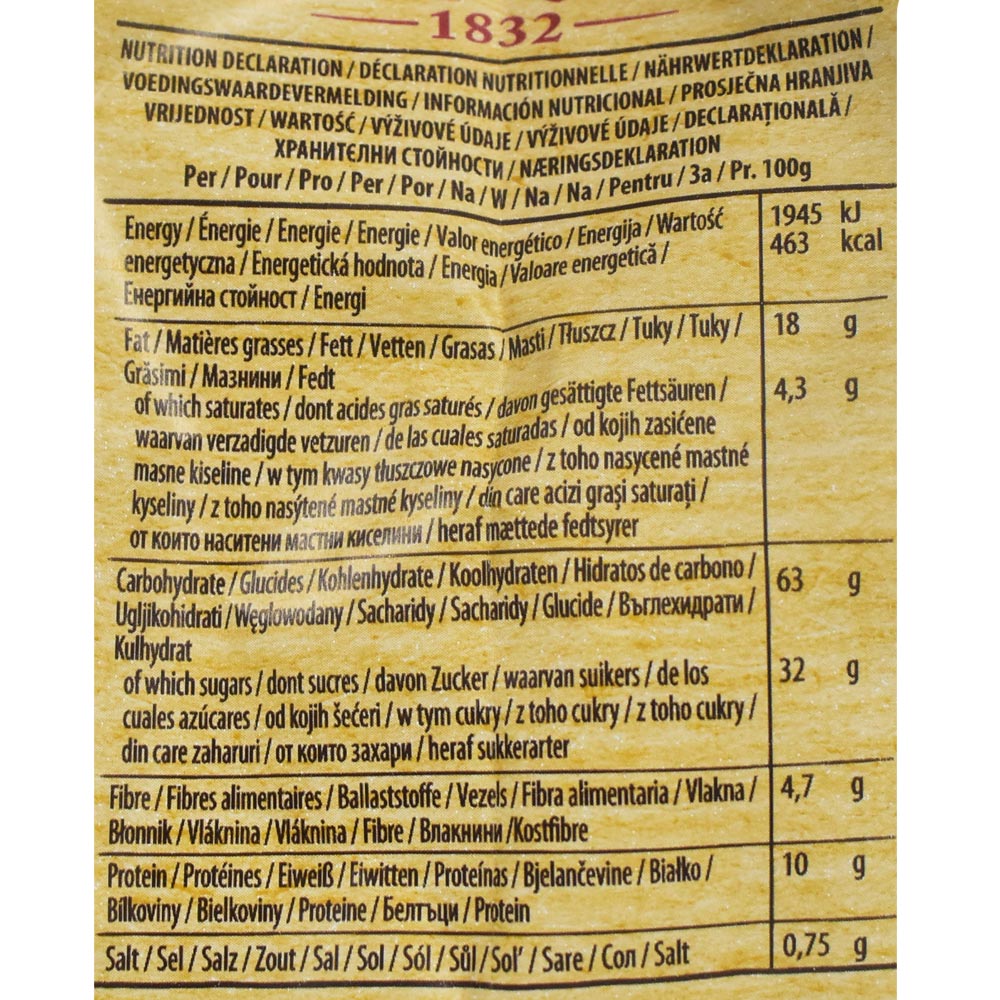 1832
NUTRITION DECLARATION / DÉCLARATION NUTRITIONNELLE / NÄHRWERTDEKLARATION /
VOEDINGSWAARDEVERMELDING / INFORMACIÓN NUTRICIONAL / PROSJEČNA HRANJIVA
VRIJEDNOST / WARTOŚĆ / VÝŽIVOVÉ ÚDAJE / VÝŽIVOVÉ ÚDAJE / DECLARAȚIONALĂ /
ХРАНИТЕЛНИ СТОЙНОСТИ / NÆRINGSDEKLARATION
Per / Pour / Pro / Per / Por / Na / W / Na / Na / Pentru / За / Pr. 100g
Energy / Énergie / Energie / Energie / Valor energético / Energija / Wartość 1945 kJ
energetyczna / Energetická hodnota / Energia / Valoare energetică / 463 kcal
Енергийна стойност / Energi
Fat / Matières grasses / Fett / Vetten / Grasas / Masti / Tłuszcz / Tuky / Tuky / 18 g
Grăsimi / Мазнини / Fedt
of which saturates / dont acides gras saturés / davon gesättigte Fettsäuren / 4,3 g
waarvan verzadigde vetzuren / de las cuales saturadas / od kojih zasićene
masne kiseline / w tym kwasy tłuszczowe nasycone / z toho nasycené mastné
kyseliny / z toho nasýtené mastné kyseliny / din care acizi grași saturați /
от които наситени мастни киселини / heraf mættede fedtsyrer
Carbohydrate / Glucides / Kohlenhydrate / Koolhydraten / Hidratos de carbono / 63 g
Ugljikohidrati / Węglowodany / Sacharidy / Sacharidy / Glucide / Въглехидрати /
Kulhydrat
of which sugars / dont sucres / davon Zucker / waarvan suikers / de los 32 g
cuales azúcares / od kojih šećeri / w tym cukry / z toho cukry / z toho cukry /
din care zaharuri / от които захари / heraf sukkerarter
Fibre / Fibres alimentaires / Ballaststoffe / Vezels / Fibra alimentaria / Vlakna / 4,7 g
Błonnik / Vláknina / Vláknina / Fibre / Влакнини /Kostfibre
Protein / Protéines / Eiweiß / Eiwitten / Proteínas / Bjelančevine / Białko / 10 g
Bílkoviny / Bielkoviny / Proteine / Белтъци / Protein
Salt / Sel / Salz / Zout / Sal / Sol / Sól / Sůl / Soľ / Sare / Сол / Salt 0,75 g